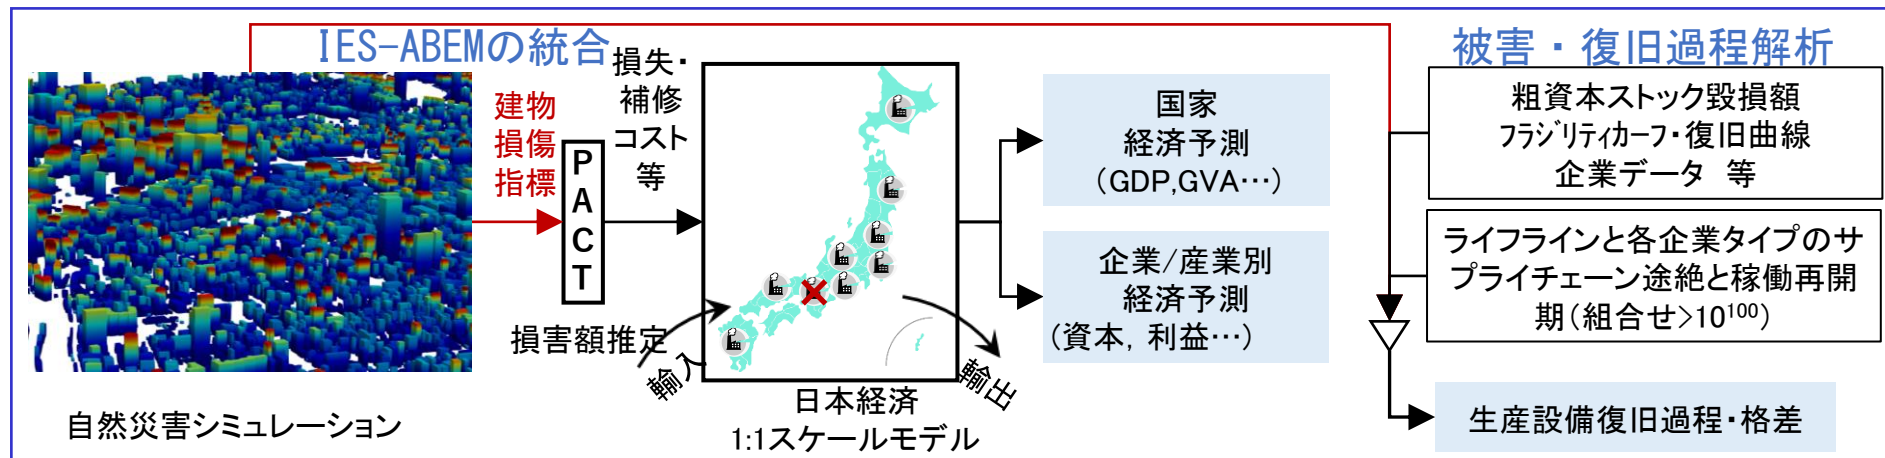 IES-ABEMの統合
建物
損傷
指標
PACT
損失・
補修
コスト
等
損害額推定
輸入
輸出
自然災害シミュレーション
日本経済
1:1スケールモデル
国家
経済予測
(GDP,GVA…)
企業/産業別
経済予測
(資本, 利益…)
被害・復旧過程解析
粗資本ストック毀損額
フラジリティカーフ・復旧曲線
企業データ 等
ライフラインと各企業タイプのサ
プライチェーン途絶と稼働再開
期(組合せ>10¹⁰⁰)
生産設備復旧過程・格差